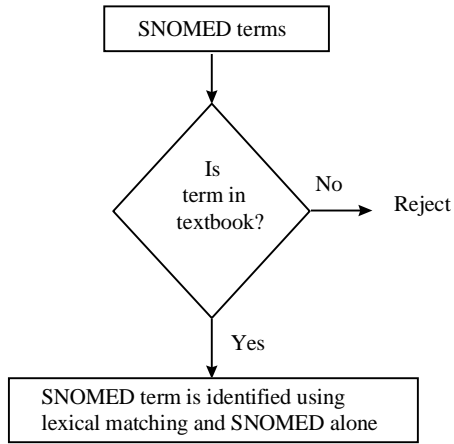 SNOMED terms
Is
term in
textbook?
No
Reject
Yes
SNOMED term is identified using
lexical matching and SNOMED alone